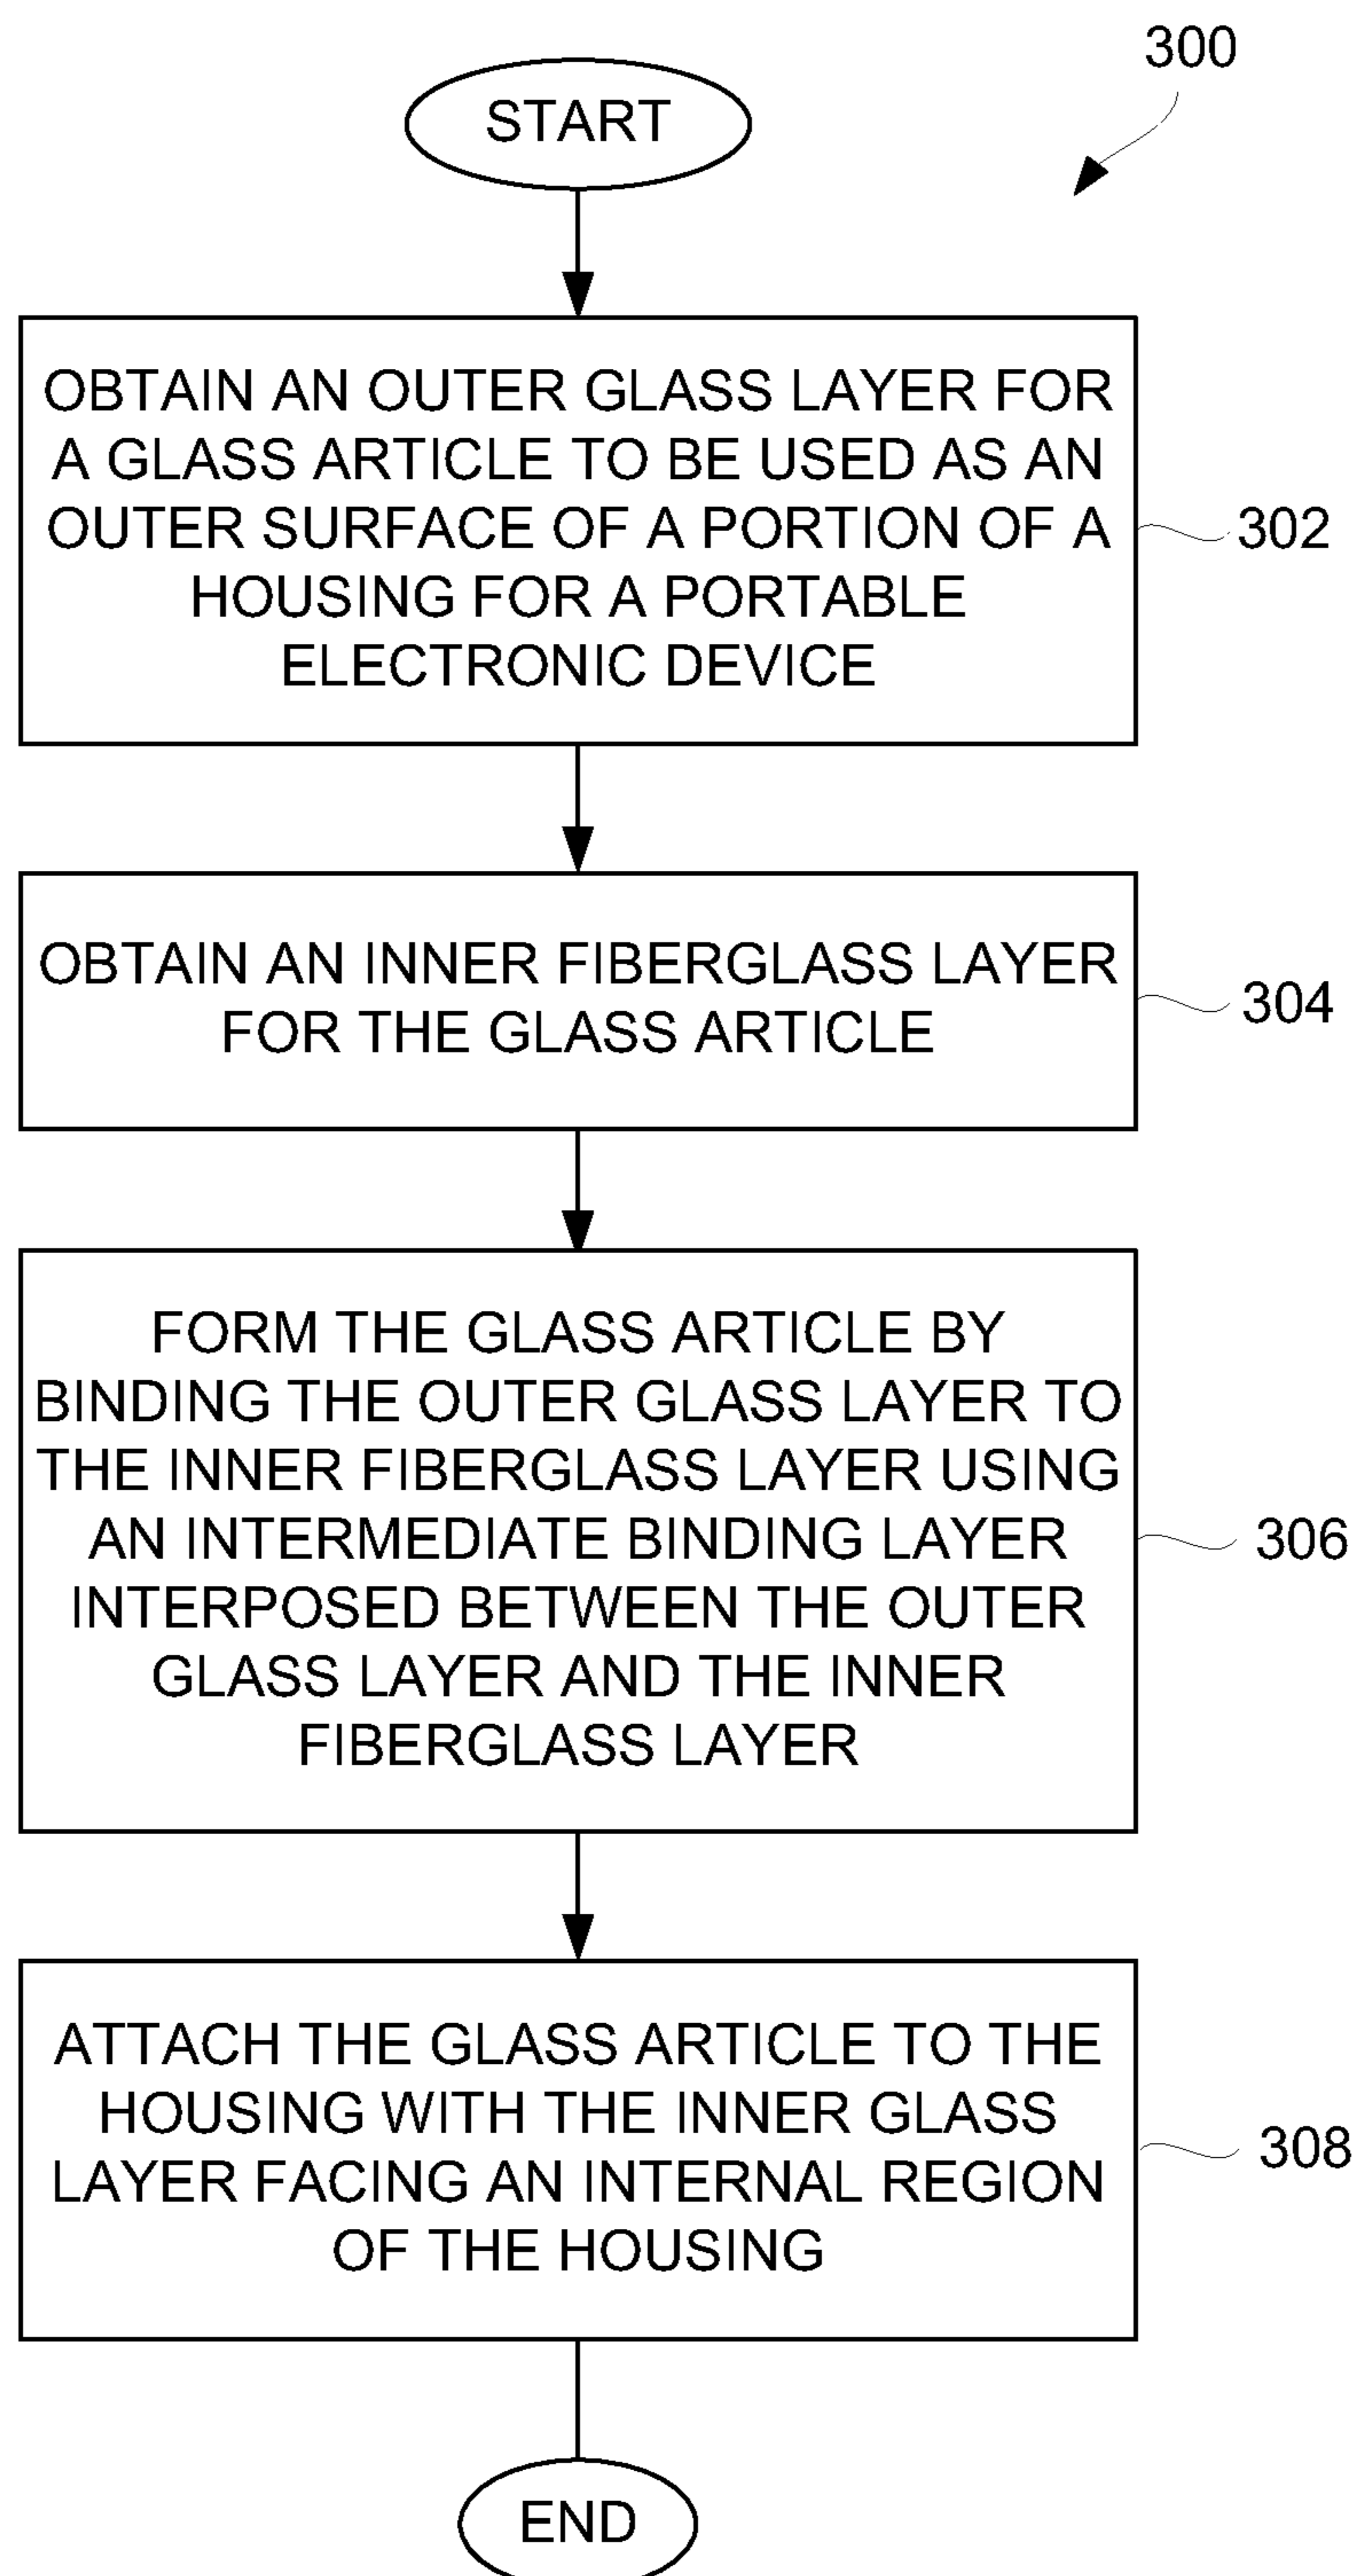 300
START
OBTAIN AN OUTER GLASS LAYER FOR
A GLASS ARTICLE TO BE USED AS AN
OUTER SURFACE OF A PORTION OF A
HOUSING FOR A PORTABLE
ELECTRONIC DEVICE
302
OBTAIN AN INNER FIBERGLASS LAYER
FOR THE GLASS ARTICLE
304
FORM THE GLASS ARTICLE BY
BINDING THE OUTER GLASS LAYER TO
THE INNER FIBERGLASS LAYER USING
AN INTERMEDIATE BINDING LAYER
INTERPOSED BETWEEN THE OUTER
GLASS LAYER AND THE INNER
FIBERGLASS LAYER
306
ATTACH THE GLASS ARTICLE TO THE
HOUSING WITH THE INNER GLASS
LAYER FACING AN INTERNAL REGION
OF THE HOUSING
308
END